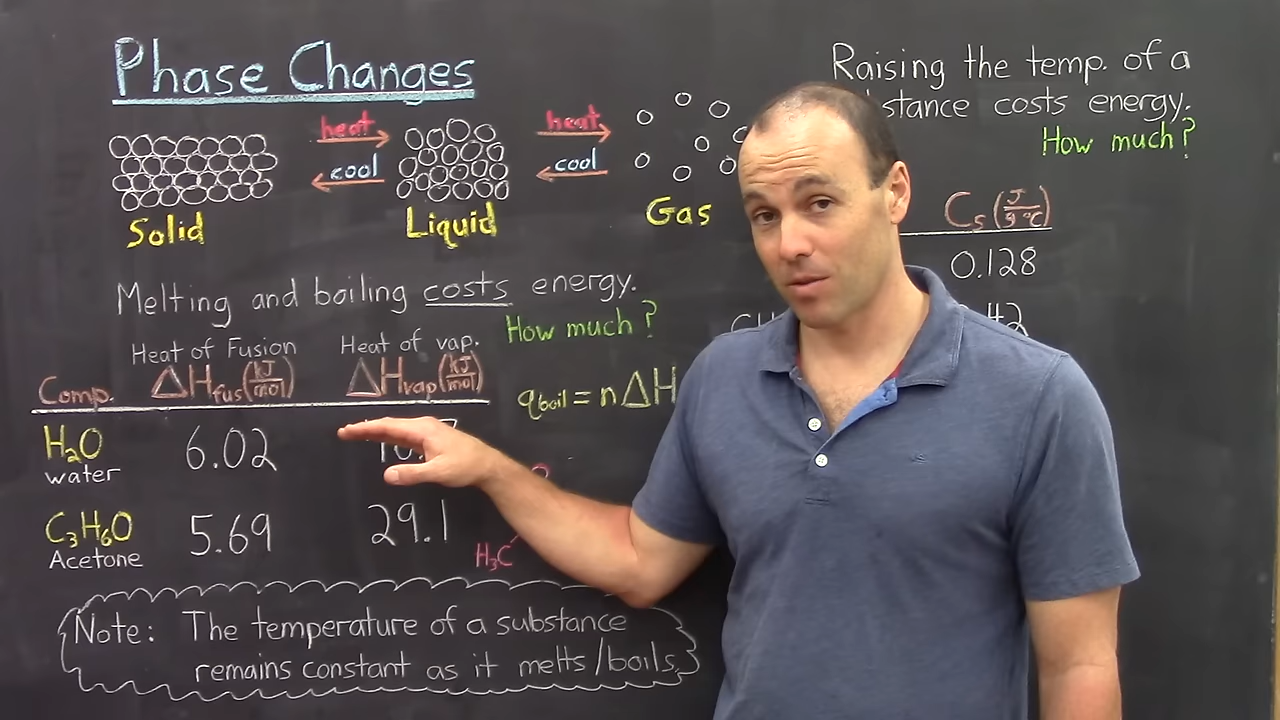 Phase Changes
heat
cool
heat
cool
Solid
Liquid
Gas
Melting and boiling costs energy.
How much?
Heat of Fusion
Heat of vap.
Comp.
ΔHfus (kJ/mol)
ΔHvap (kJ/mol)
qboil = nΔH
H₂O
water
6.02
C₃H₆O
Acetone
5.69
29.1
H₃C
Note: The temperature of a substance
remains constant as it melts/boils.
Raising the temp. of a
costs energy.
How much?
Cs (J/g °C)
0.128